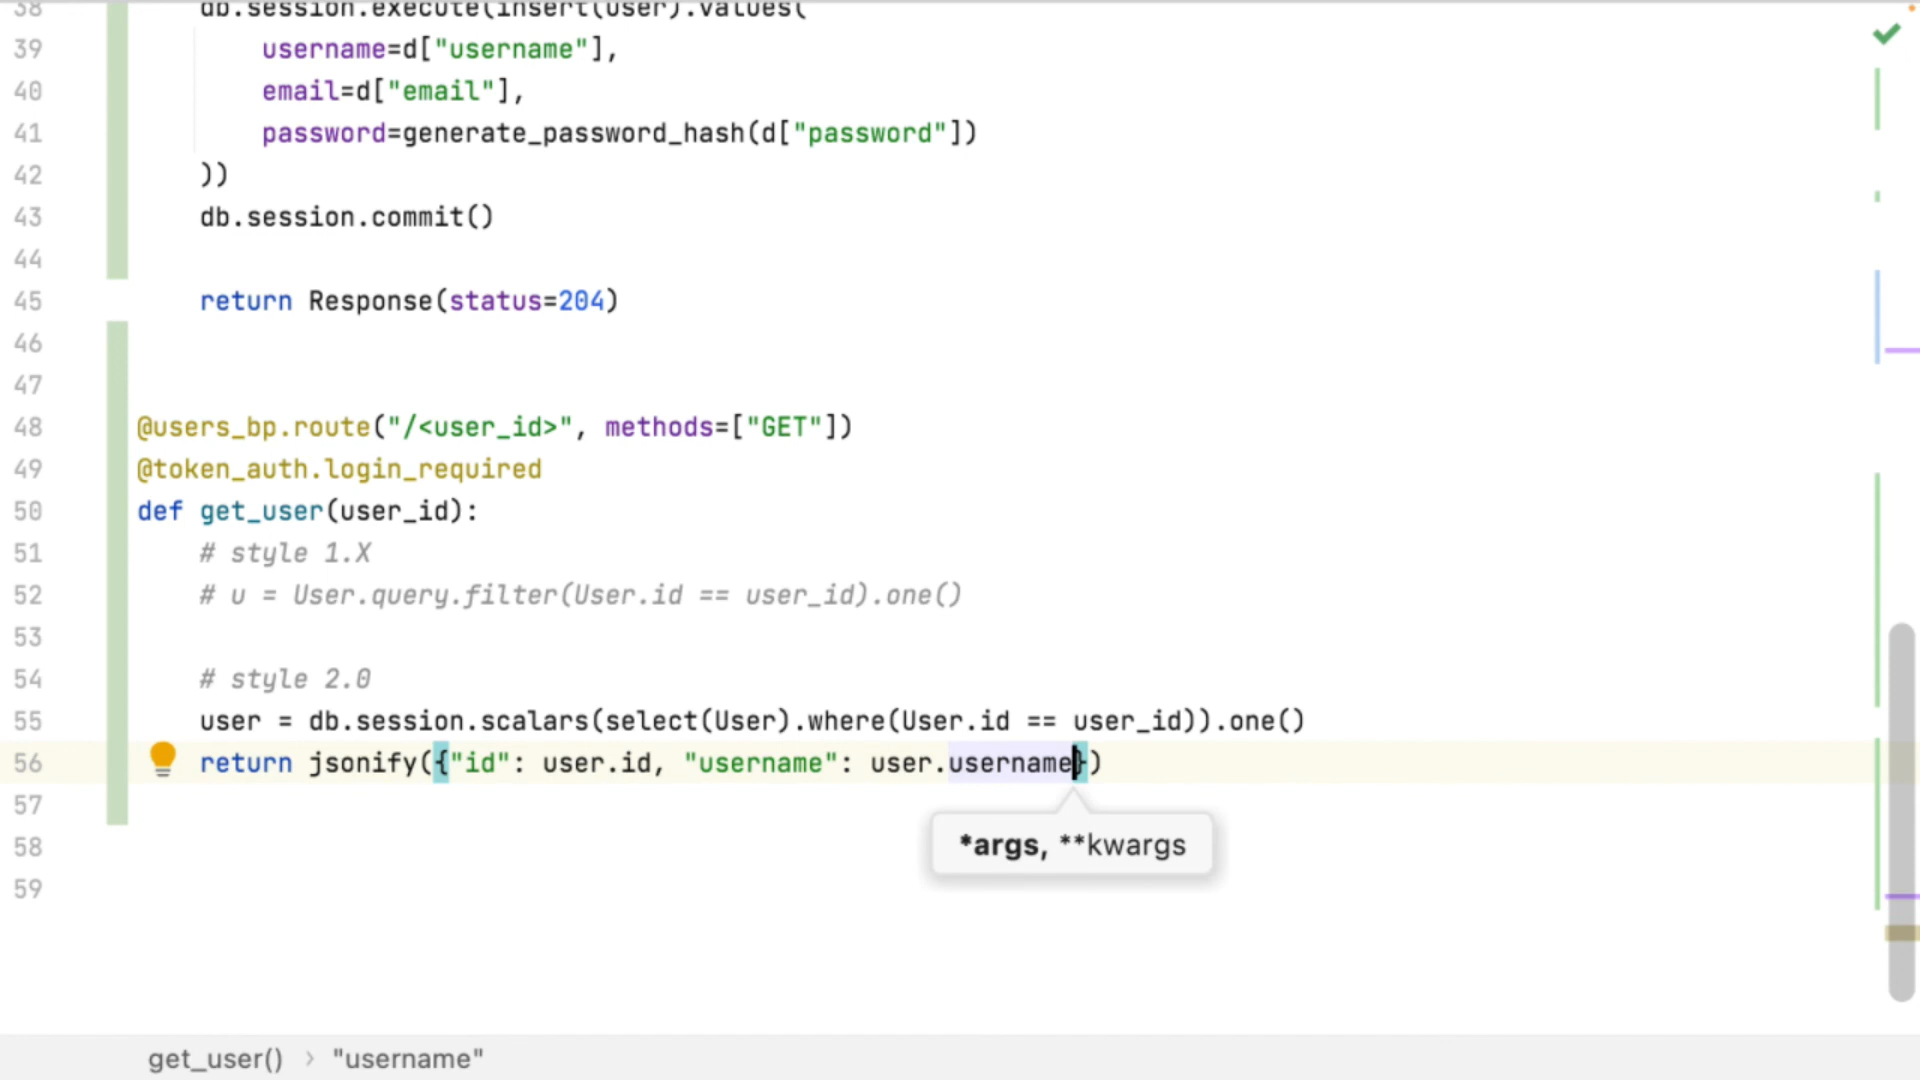 38 db.session.execute(insert(User).values(
39 username=d["username"],
40 email=d["email"],
41 password=generate_password_hash(d["password"])
42 ))
43 db.session.commit()
44
45 return Response(status=204)
46
47
48 @users_bp.route("/<user_id>", methods=["GET"])
49 @token_auth.login_required
50 def get_user(user_id):
51 # style 1.X
52 # u = User.query.filter(User.id == user_id).one()
53
54 # style 2.0
55 user = db.session.scalars(select(User).where(User.id == user_id)).one()
56 return jsonify({"id": user.id, "username": user.username})
57
*args, **kwargs
58
59
get_user() › "username"